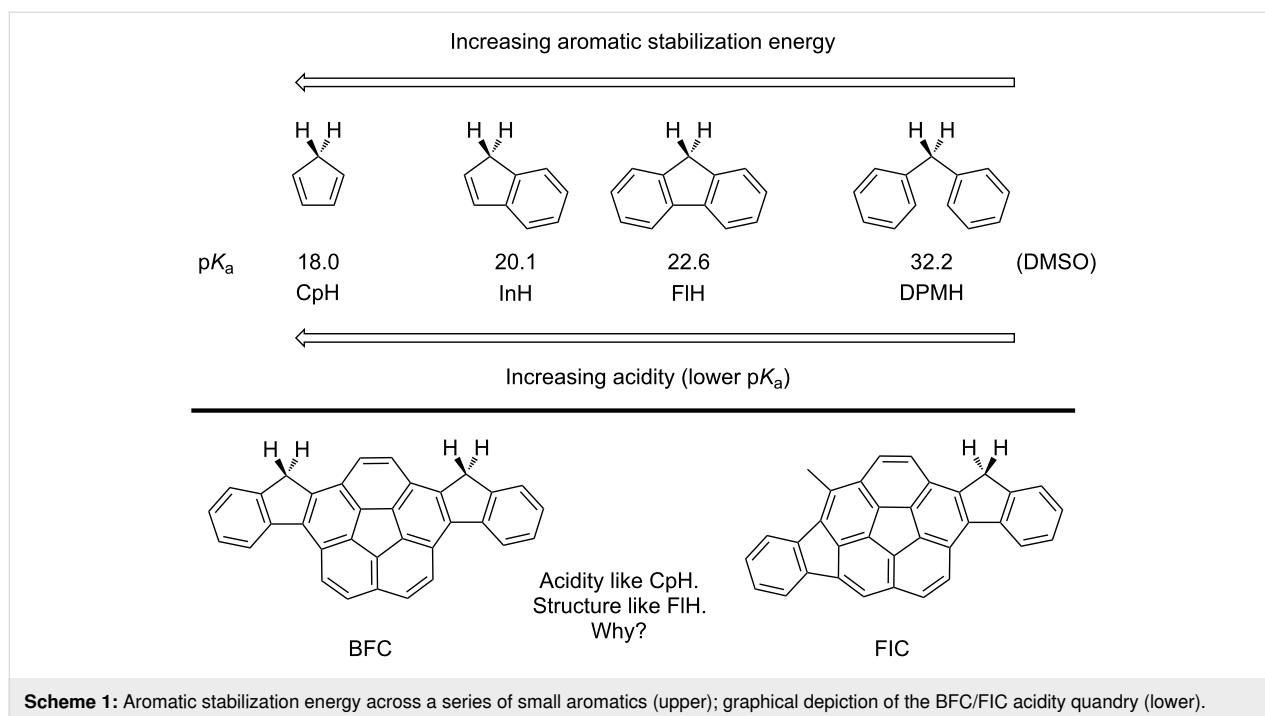 Increasing aromatic stabilization energy
H H H H H H H H
pKa 18.0 20.1 22.6 32.2 (DMSO)
CpH InH FlH DPMH
Increasing acidity (lower pKa)
H H H H H H
Acidity like CpH.
Structure like FlH.
Why?
BFC FIC
Scheme 1: Aromatic stabilization energy across a series of small aromatics (upper); graphical depiction of the BFC/FIC acidity quandry (lower).